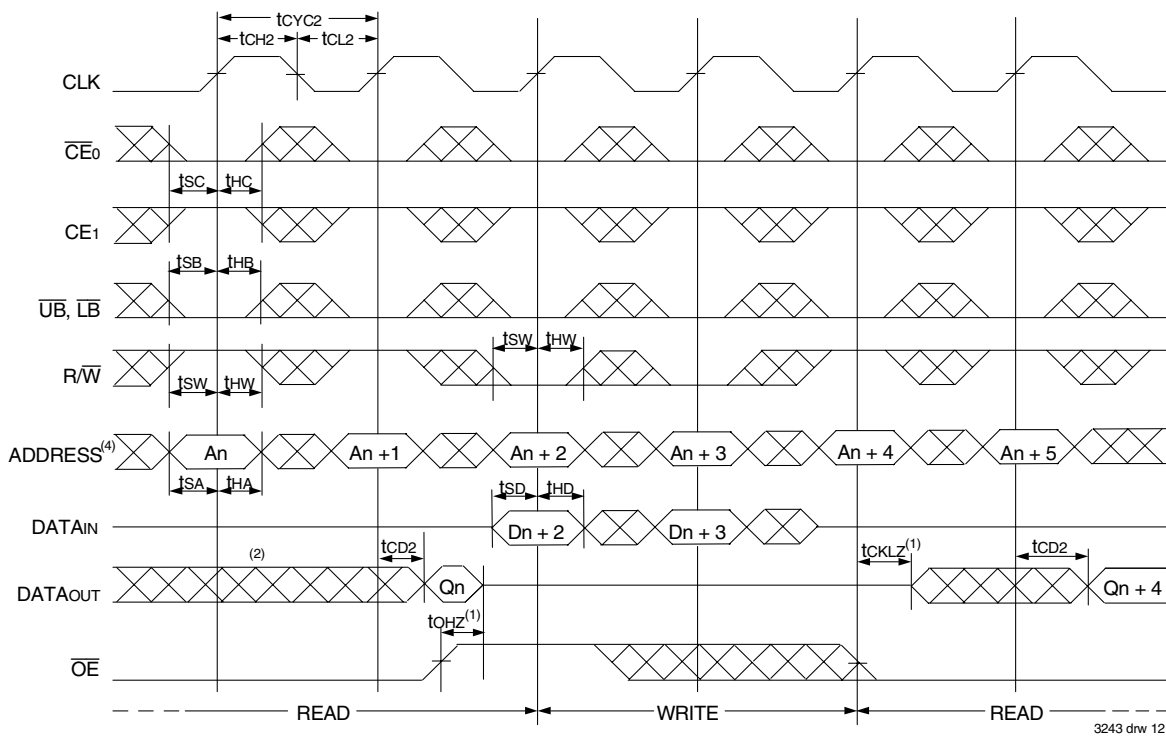 tCYC2
tCH2 tCL2
CLK
CE0
tSC tHC
CE1
tSB tHB
UB, LB
tSW tHW
R/W
tSW tHW
ADDRESS(4) An An +1 An + 2 An + 3 An + 4 An + 5
tSA tHA
tSD tHD
DATAIN Dn + 2 Dn + 3
(2) tCD2 tCKLZ(1) tCD2
DATAOUT Qn Qn + 4
tOHZ(1)
OE
READ WRITE READ
3243 drw 12